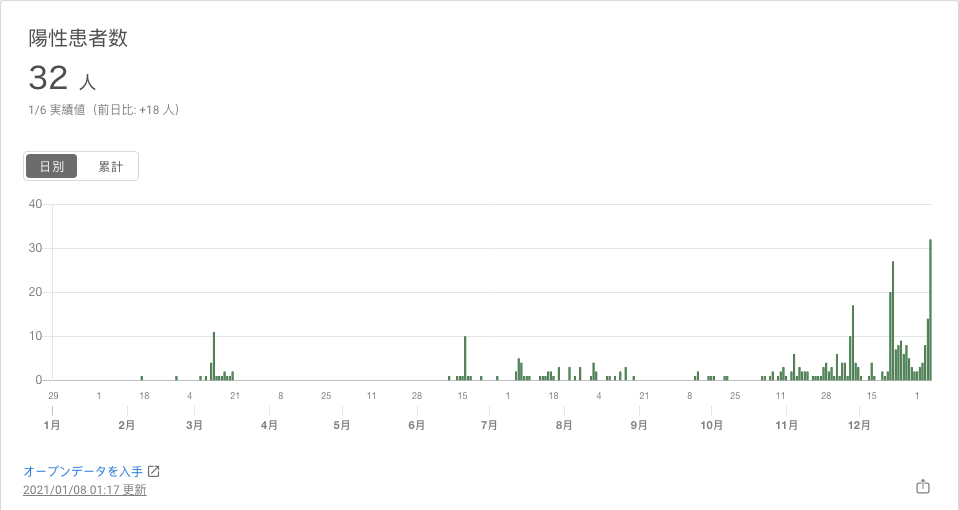 陽性患者数
32 人
1/6 実績値（前日比: +18 人）
日別 累計
40
30
20
10
0
29 1 18 4 21 8 25 11 28 15 1 18 4 21 8 25 11 28 15 1
1月 2月 3月 4月 5月 6月 7月 8月 9月 10月 11月 12月
オープンデータを入手
2021/01/08 01:17 更新